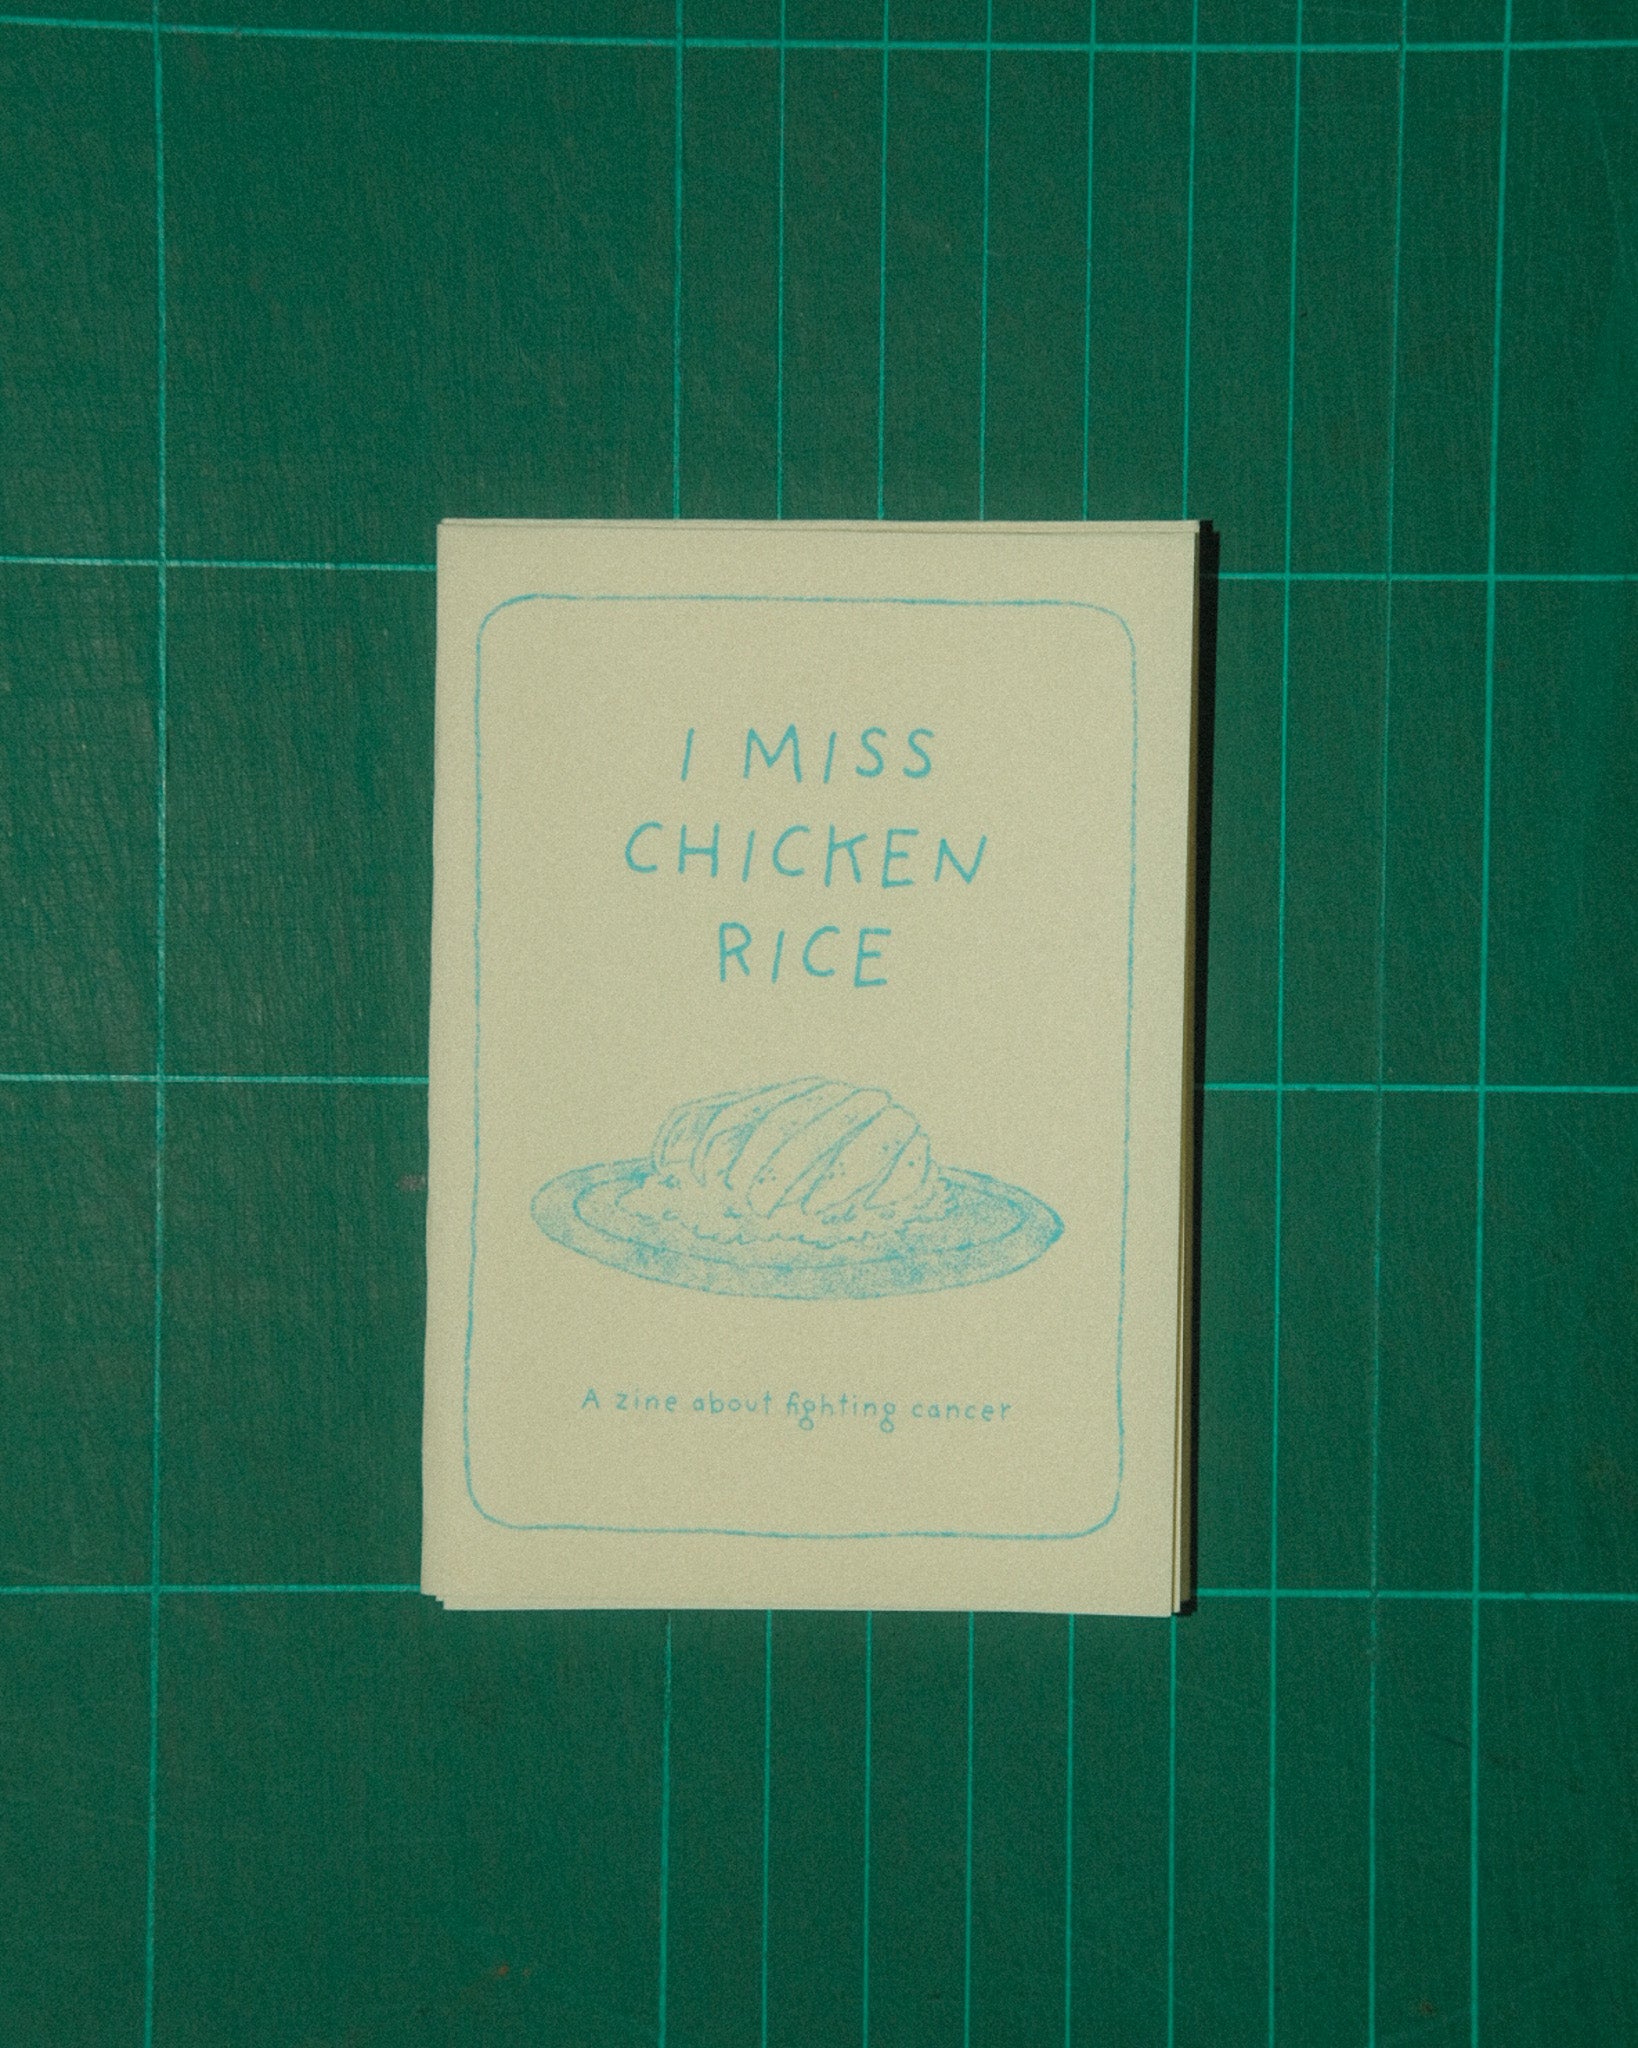 I MISS
CHICKEN
RICE
A zine about fighting cancer